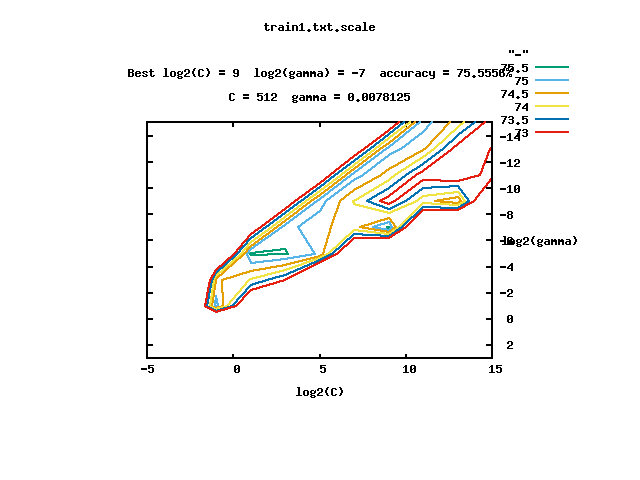 train1.txt.scale
"-"
Best log2(C) = 9 log2(gamma) = -7 accuracy = 75.5556%
75.5
75
C = 512 gamma = 0.0078125
74.5
74
73.5
73
-14
-12
-10
-8
-6
log2(gamma)
-4
-2
0
2
-5 0 5 10 15
log2(C)